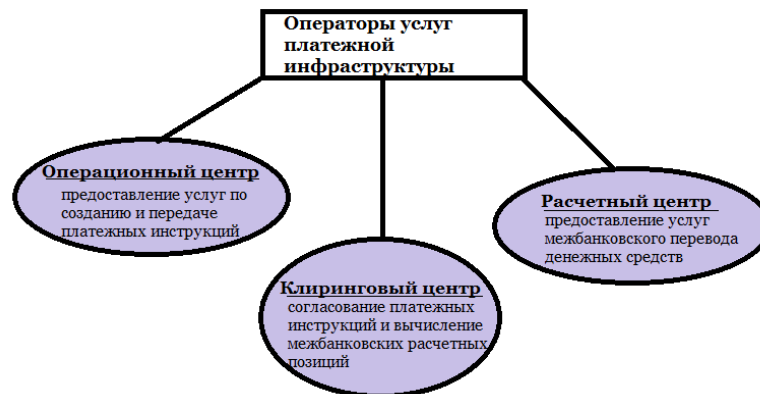 Операторы услуг
платежной
инфраструктуры
Операционный центр
предоставление услуг по
созданию и передаче
платежных инструкций
Клиринговый центр
согласование платежных
инструкций и вычисление
межбанковских расчетных
позиций
Расчетный центр
предоставление услуг
межбанковского перевода
денежных средств